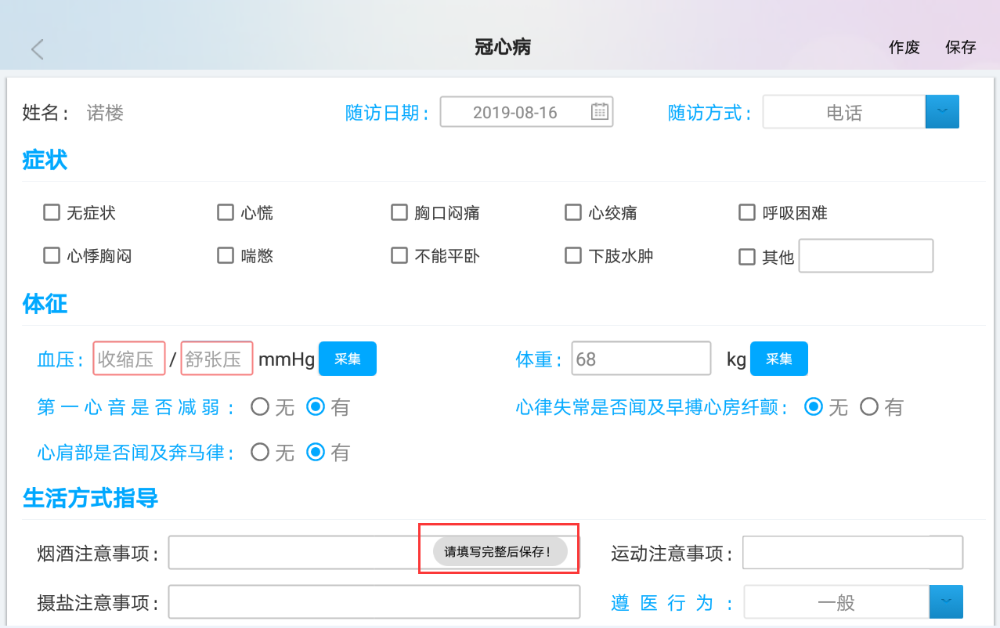 冠心病 作废 保存
姓名： 诺楼 随访日期： 2019-08-16 随访方式： 电话
症状
无症状 心慌 胸口闷痛 心绞痛 呼吸困难
心悸胸闷 喘憋 不能平卧 下肢水肿 其他
体征
血压： 收缩压 / 舒张压 mmHg 采集 体重： 68 kg 采集
第一心音是否减弱： 无 有 心律失常是否闻及早搏心房纤颤： 无 有
心肩部是否闻及奔马律： 无 有
生活方式指导
烟酒注意事项： 请填写完整后保存！ 运动注意事项：
摄盐注意事项： 遵医行为： 一般